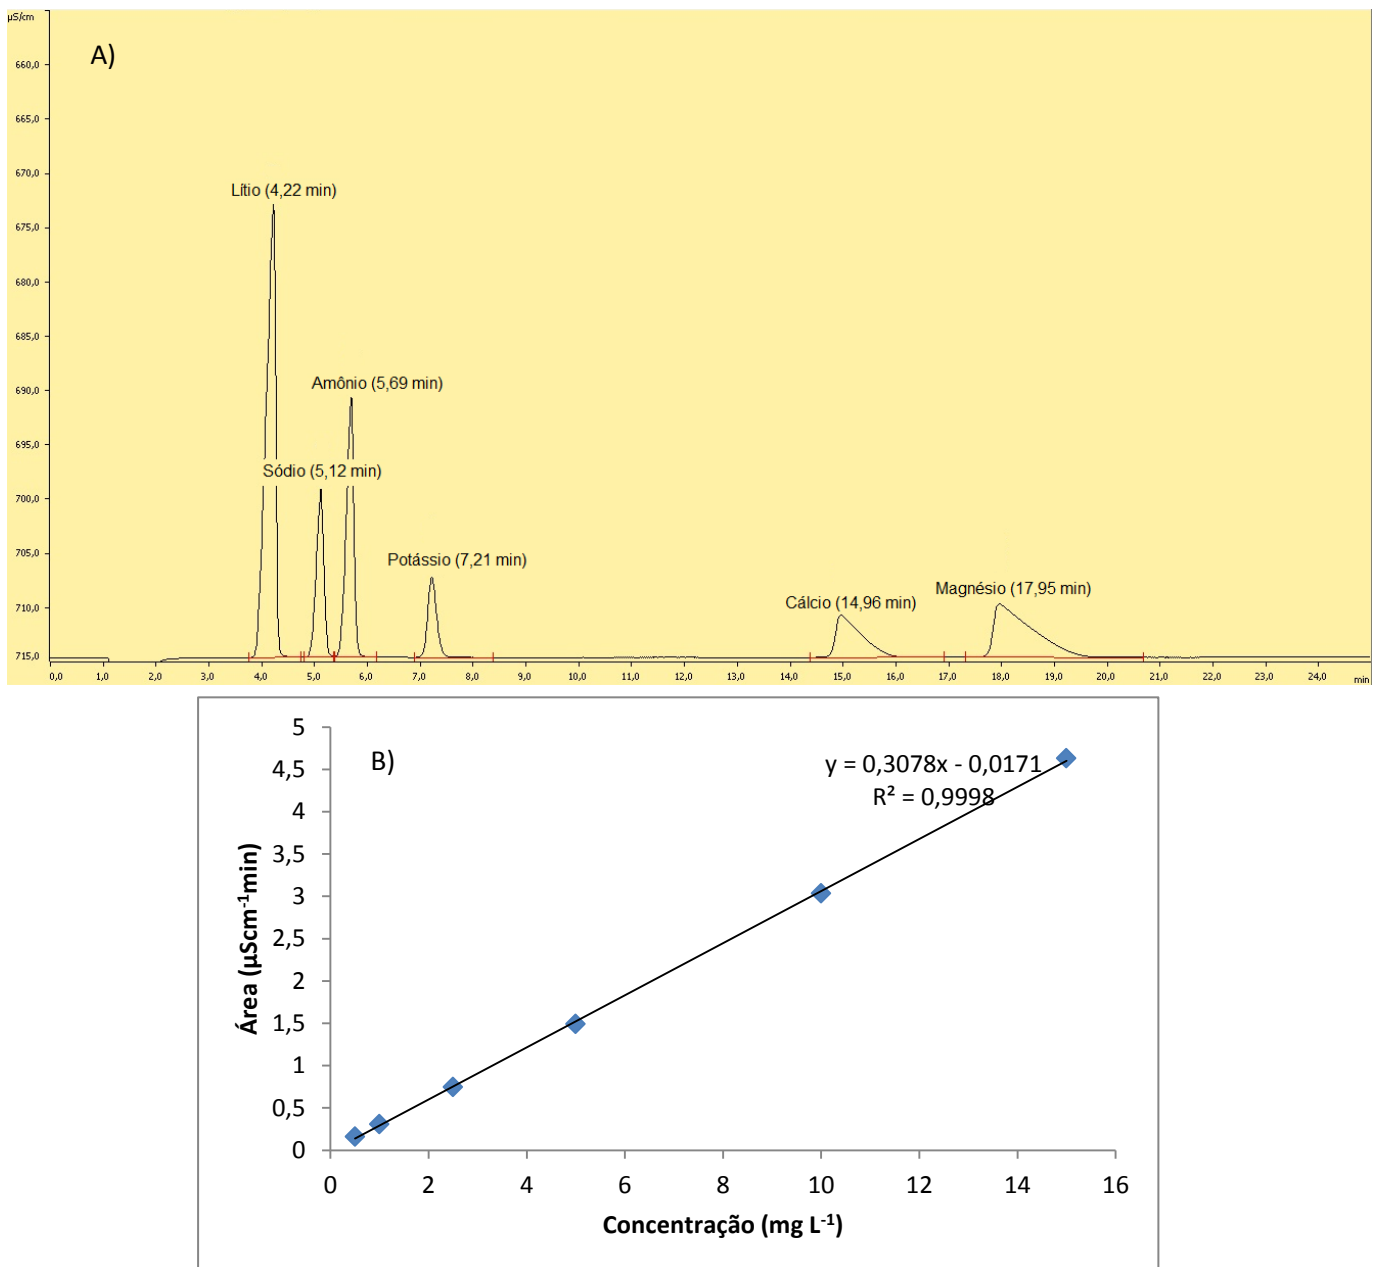 µS/cm
A)
660,0
665,0
670,0
675,0
680,0
685,0
690,0
695,0
700,0
705,0
710,0
715,0
Lítio (4,22 min)
Amônio (5,69 min)
Sódio (5,12 min)
Potássio (7,21 min)
Cálcio (14,96 min)
Magnésio (17,95 min)
0,0 1,0 2,0 3,0 4,0 5,0 6,0 7,0 8,0 9,0 10,0 11,0 12,0 13,0 14,0 15,0 16,0 17,0 18,0 19,0 20,0 21,0 22,0 23,0 24,0 min
B)
y = 0,3078x - 0,0171
R² = 0,9998
5
4,5
4
3,5
3
2,5
2
1,5
1
0,5
0
Área (µScm⁻¹min)
0 2 4 6 8 10 12 14 16
Concentração (mg L⁻¹)